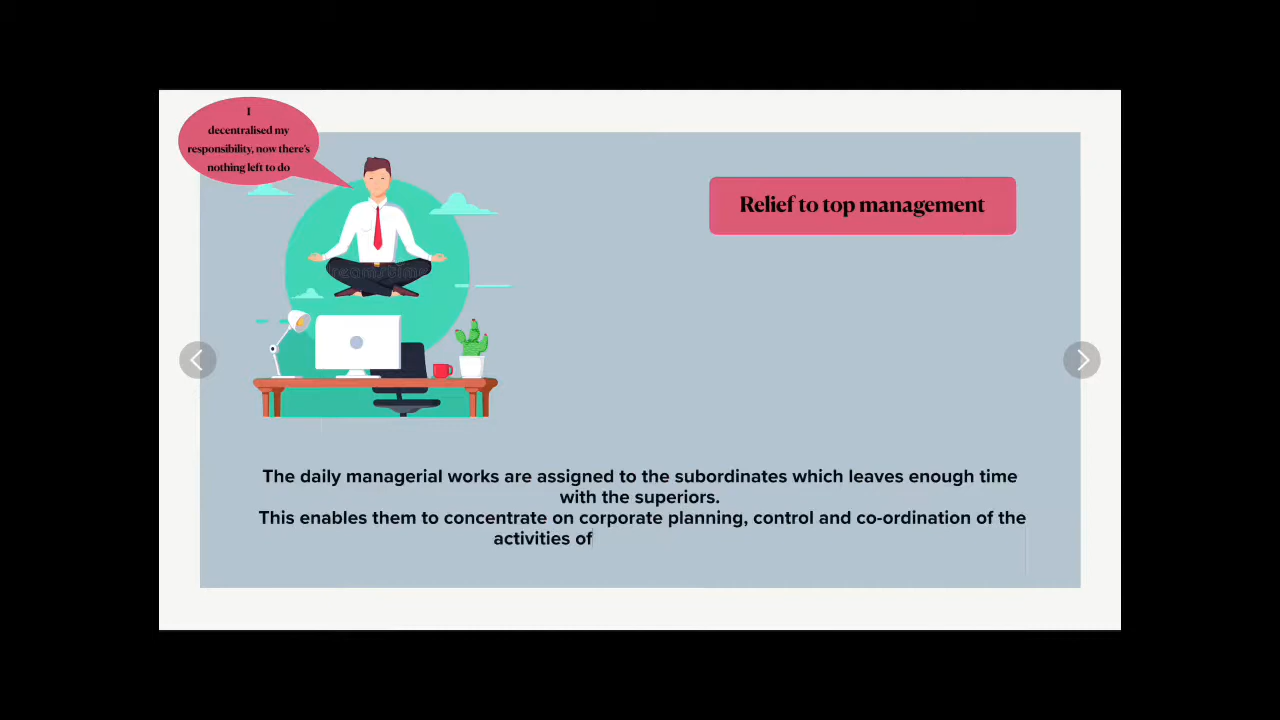 I
decentralised my
responsibility, now there's
nothing left to do
Relief to top management
The daily managerial works are assigned to the subordinates which leaves enough time
with the superiors.
This enables them to concentrate on corporate planning, control and co-ordination of the
activities of